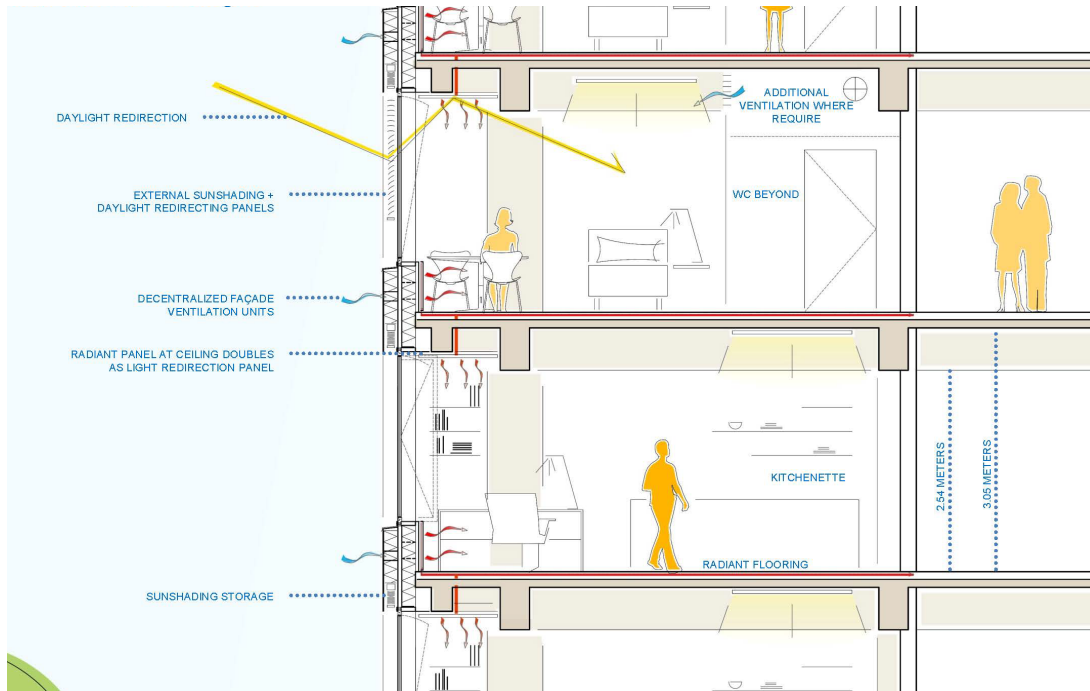 DAYLIGHT REDIRECTION
EXTERNAL SUNSHADING +
DAYLIGHT REDIRECTING PANELS
DECENTRALIZED FAÇADE
VENTILATION UNITS
RADIANT PANEL AT CEILING DOUBLES
AS LIGHT REDIRECTION PANEL
SUNSHADING STORAGE
ADDITIONAL
VENTILATION WHERE
REQUIRE
WC BEYOND
KITCHENETTE
RADIANT FLOORING
2.54 METERS
3.05 METERS